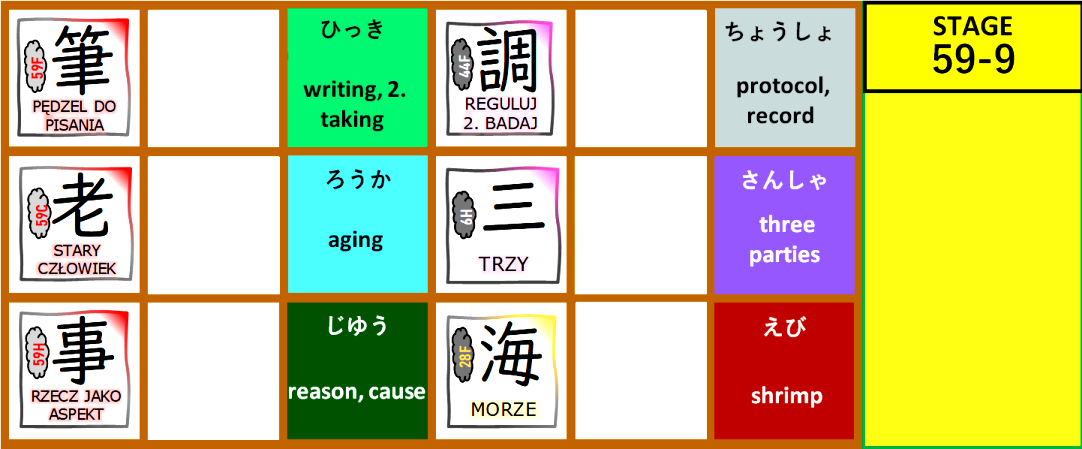 59F
筆
PĘDZEL DO
PISANIA
ひっき
writing, 2.
taking
44F
調
REGULUJ
2. BADAJ
ちょうしょ
protocol,
record
STAGE
59-9
59C
老
STARY
CZŁOWIEK
ろうか
aging
6H
三
TRZY
さんしゃ
three
parties
59H
事
RZECZ JAKO
ASPEKT
じゆう
reason, cause
28F
海
MORZE
えび
shrimp